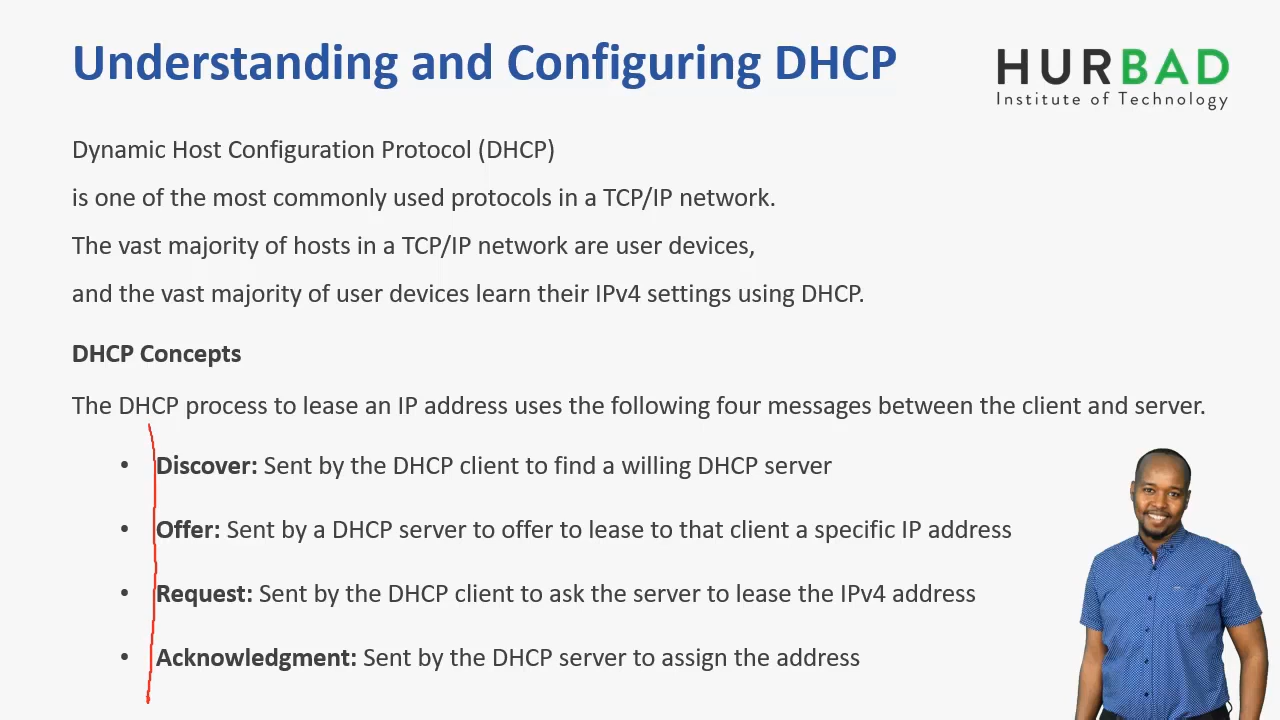 Understanding and Configuring DHCP
HURBAD
Institute of Technology
Dynamic Host Configuration Protocol (DHCP)
is one of the most commonly used protocols in a TCP/IP network.
The vast majority of hosts in a TCP/IP network are user devices,
and the vast majority of user devices learn their IPv4 settings using DHCP.
DHCP Concepts
The DHCP process to lease an IP address uses the following four messages between the client and server.
• Discover: Sent by the DHCP client to find a willing DHCP server
• Offer: Sent by a DHCP server to offer to lease to that client a specific IP address
• Request: Sent by the DHCP client to ask the server to lease the IPv4 address
• Acknowledgment: Sent by the DHCP server to assign the address